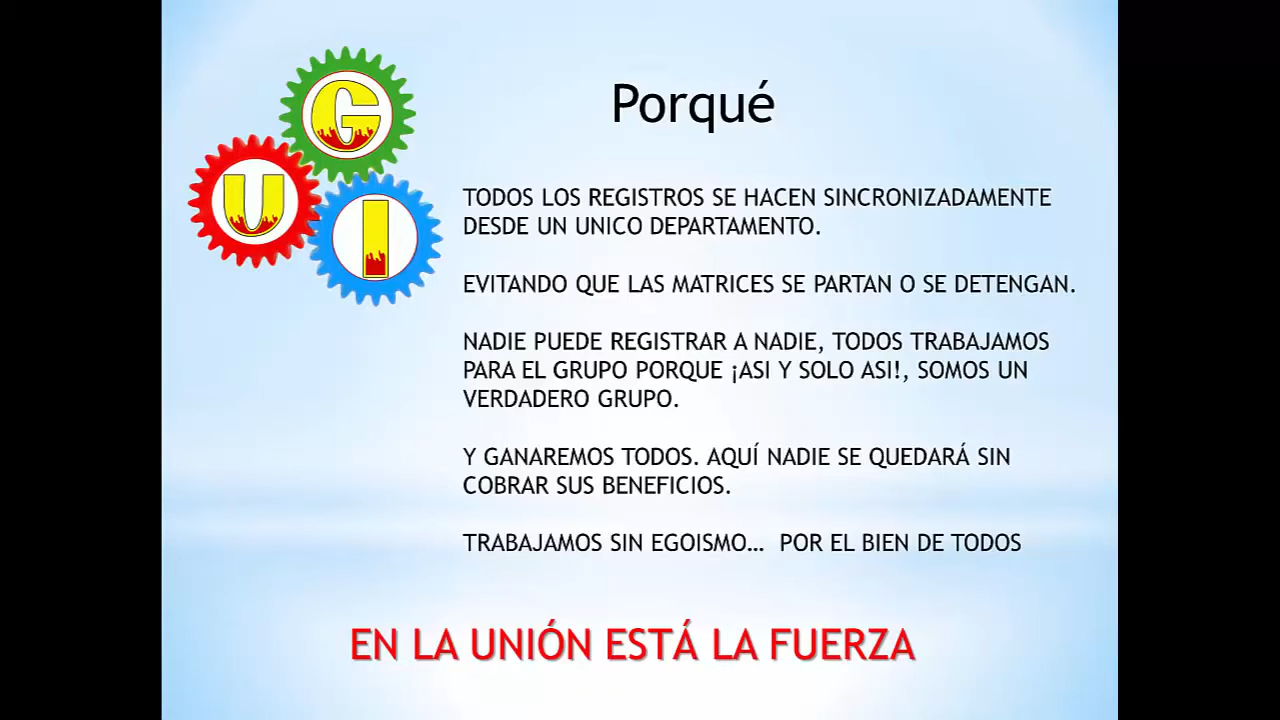 G
U
I
Porqué
TODOS LOS REGISTROS SE HACEN SINCRONIZADAMENTE
DESDE UN UNICO DEPARTAMENTO.
EVITANDO QUE LAS MATRICES SE PARTAN O SE DETENGAN.
NADIE PUEDE REGISTRAR A NADIE, TODOS TRABAJAMOS
PARA EL GRUPO PORQUE ¡ASI Y SOLO ASI!, SOMOS UN
VERDADERO GRUPO.
Y GANAREMOS TODOS. AQUÍ NADIE SE QUEDARÁ SIN
COBRAR SUS BENEFICIOS.
TRABAJAMOS SIN EGOISMO… POR EL BIEN DE TODOS
EN LA UNIÓN ESTÁ LA FUERZA